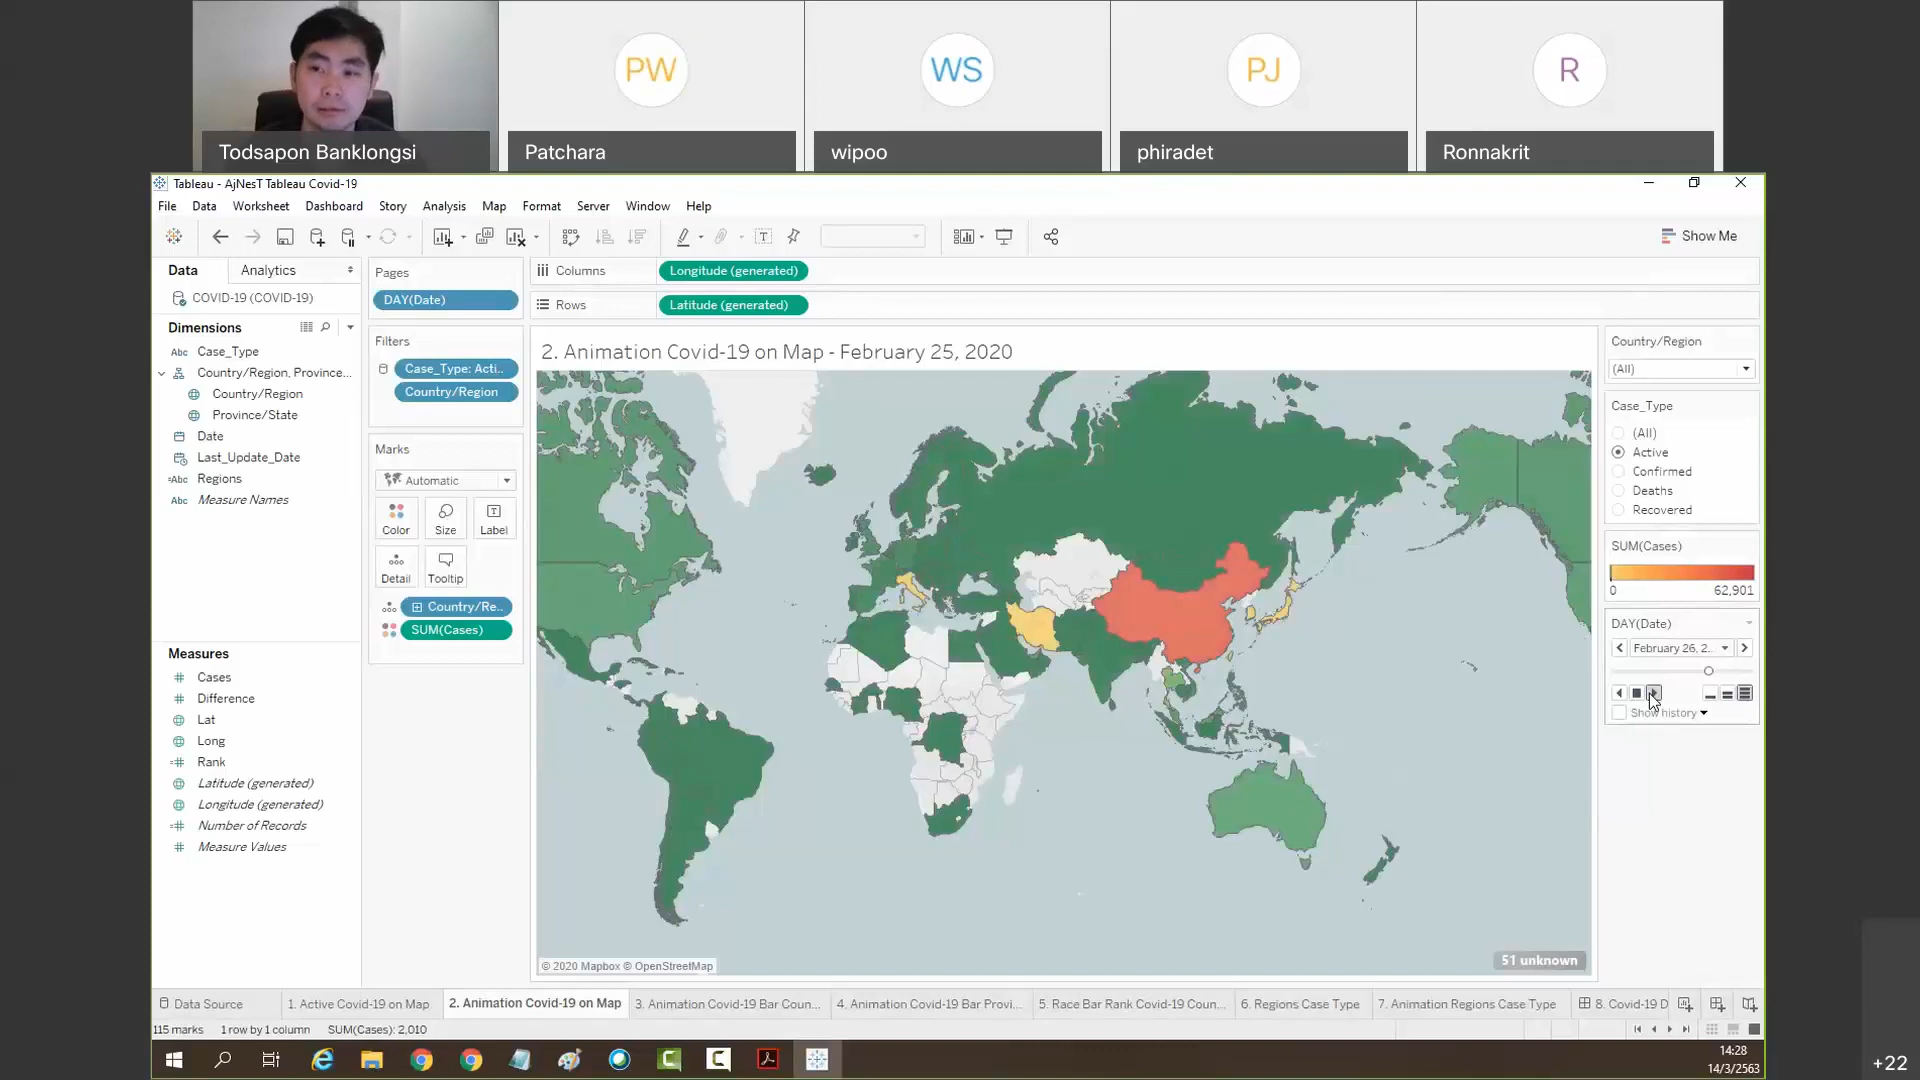 PW
WS
PJ
R
Todsapon Banklongsi
Patchara
wipoo
phiradet
Ronnakrit
Tableau - AjNesT Tableau Covid-19
File Data Worksheet Dashboard Story Analysis Map Format Server Window Help
Show Me
Data Analytics
COVID-19 (COVID-19)
Dimensions
Abc Case_Type
Country/Region, Province...
Country/Region
Province/State
Date
Last_Update_Date
=Abc Regions
Abc Measure Names
Measures
# Cases
# Difference
Lat
Long
=# Rank
Latitude (generated)
Longitude (generated)
=# Number of Records
# Measure Values
Pages
DAY(Date)
Filters
Case_Type: Acti..
Country/Region
Marks
Automatic
Color Size Label
Detail Tooltip
Country/Re..
SUM(Cases)
Columns Longitude (generated)
Rows Latitude (generated)
2. Animation Covid-19 on Map - February 25, 2020
© 2020 Mapbox © OpenStreetMap
51 unknown
Country/Region
(All)
Case_Type
(All)
Active
Confirmed
Deaths
Recovered
SUM(Cases)
0 62,901
DAY(Date)
February 26, 2..
Show history
Data Source 1. Active Covid-19 on Map 2. Animation Covid-19 on Map 3. Animation Covid-19 Bar Coun... 4. Animation Covid-19 Bar Provi... 5. Race Bar Rank Covid-19 Coun... 6. Regions Case Type 7. Animation Regions Case Type 8. Covid-19 D
115 marks 1 row by 1 column SUM(Cases): 2,010
14:28
14/3/2563
+22